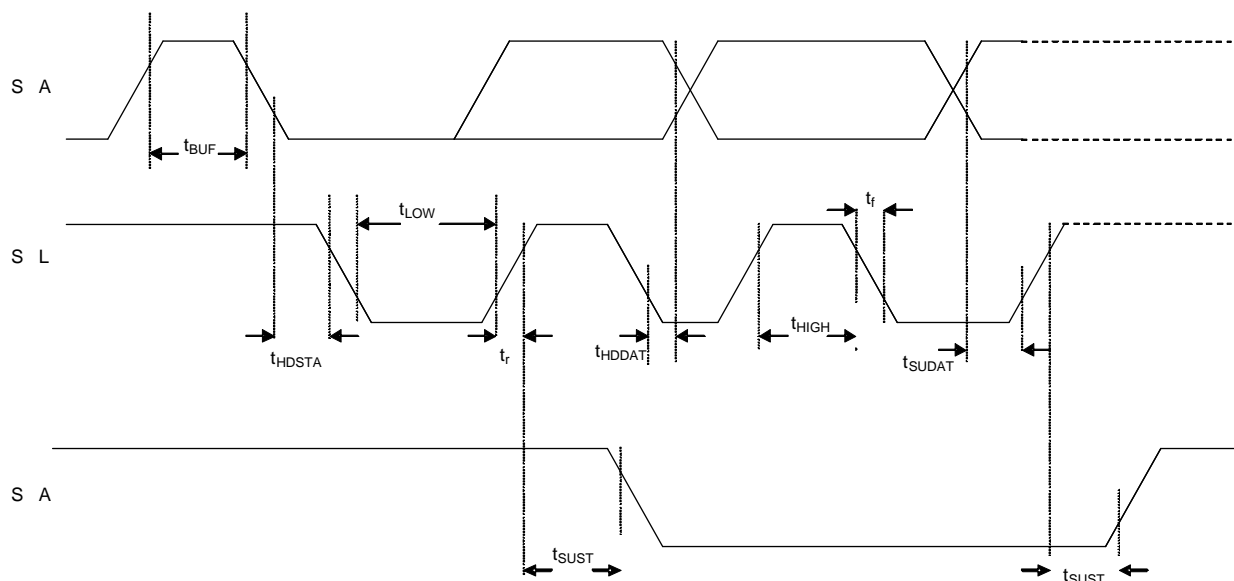 S A
tBUF
tLOW
tf
S L
tHDSTA
tr
tHDDAT
tHIGH
tSUDAT
S A
tSUST
tSUST